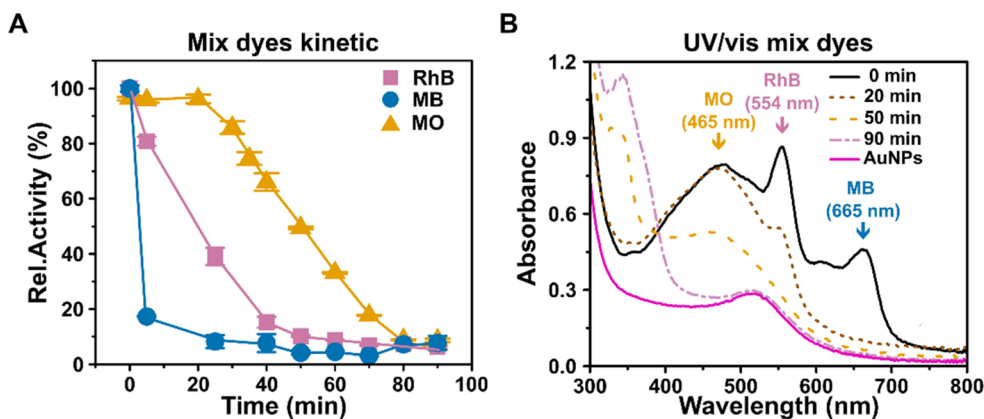 A
Mix dyes kinetic
Rel.Activity (%)
100
80
60
40
20
0
0
20
40
60
80
100
Time (min)
RhB
MB
MO
B
UV/vis mix dyes
Absorbance
1.2
0.9
0.6
0.3
0.0
300
400
500
600
700
800
Wavelength (nm)
MO
(465 nm)
RhB
(554 nm)
MB
(665 nm)
0 min
20 min
50 min
90 min
AuNPs